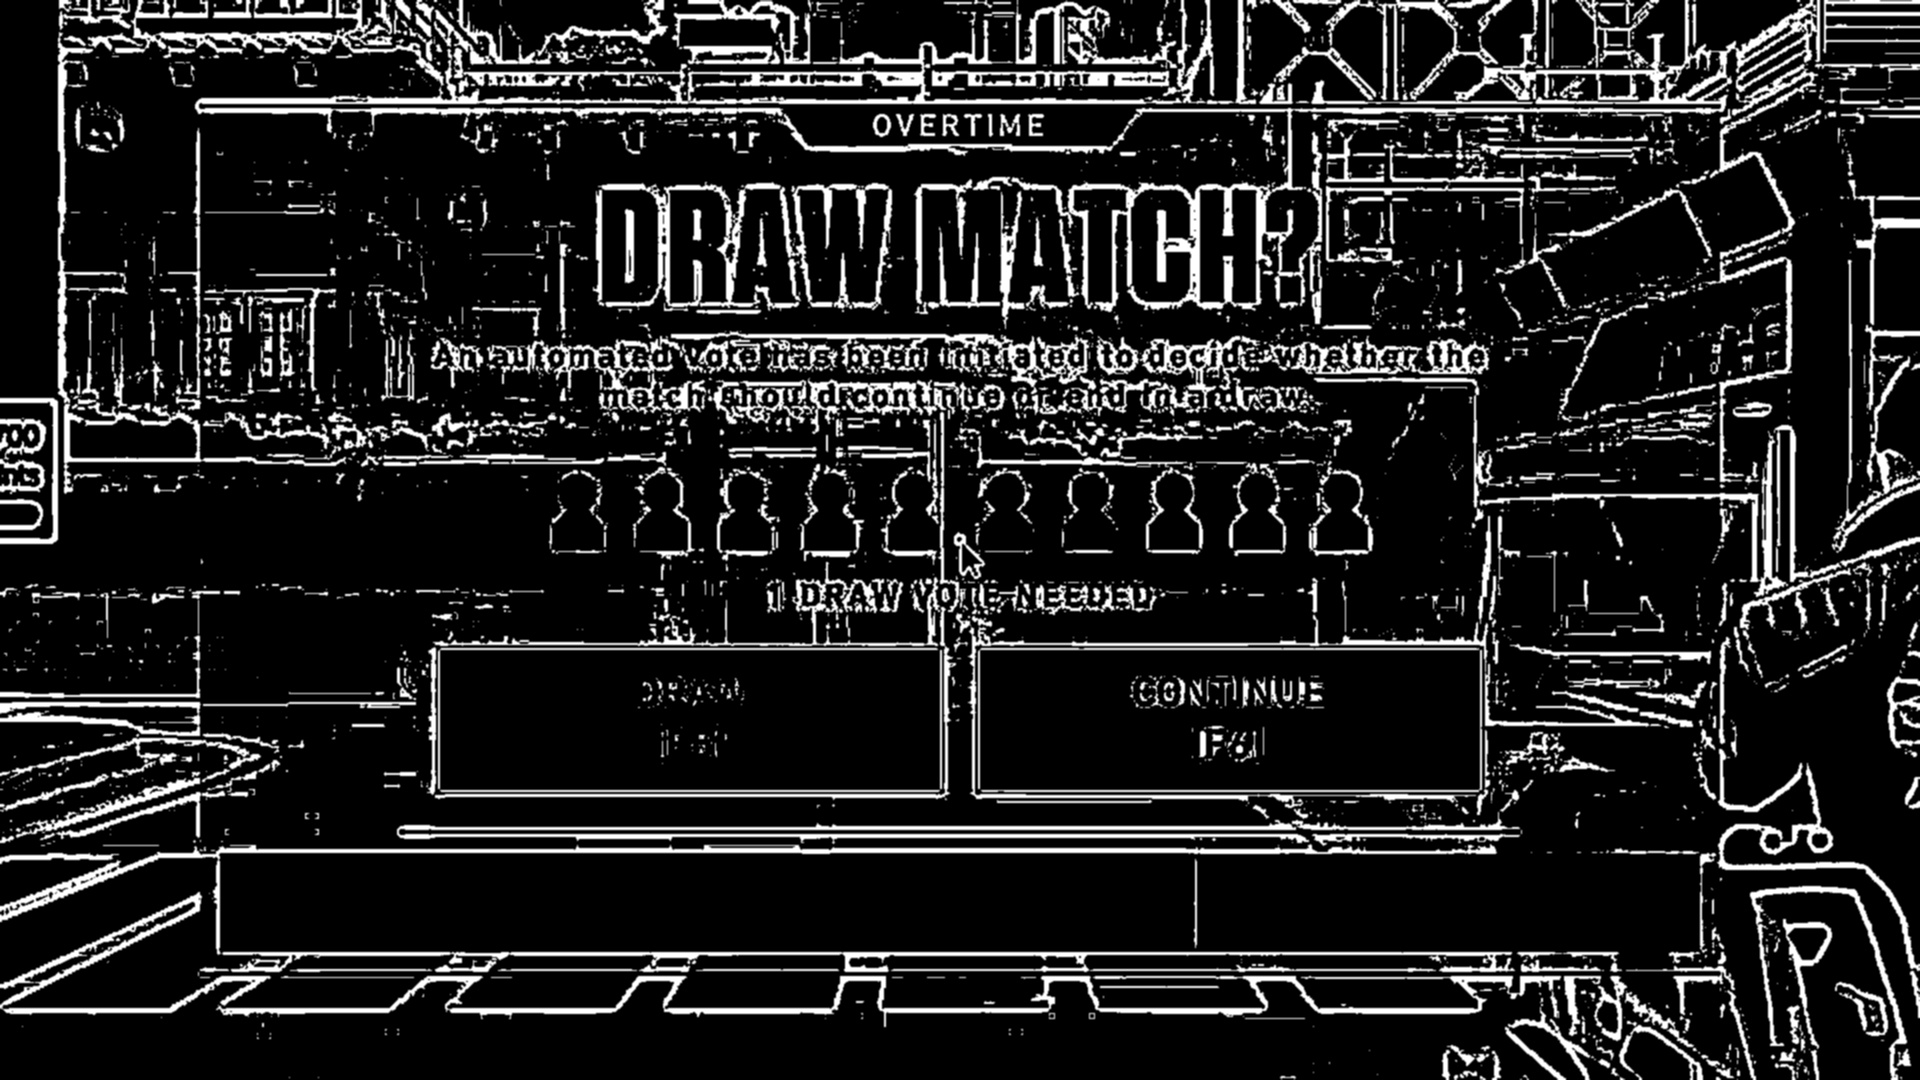 OVERTIME
DRAW MATCH?
An automated vote has been initiated to decide whether the
match should continue or end in a draw.
1 DRAW VOTE NEEDED
DRAW
CONTINUE
[F5]
[F6]